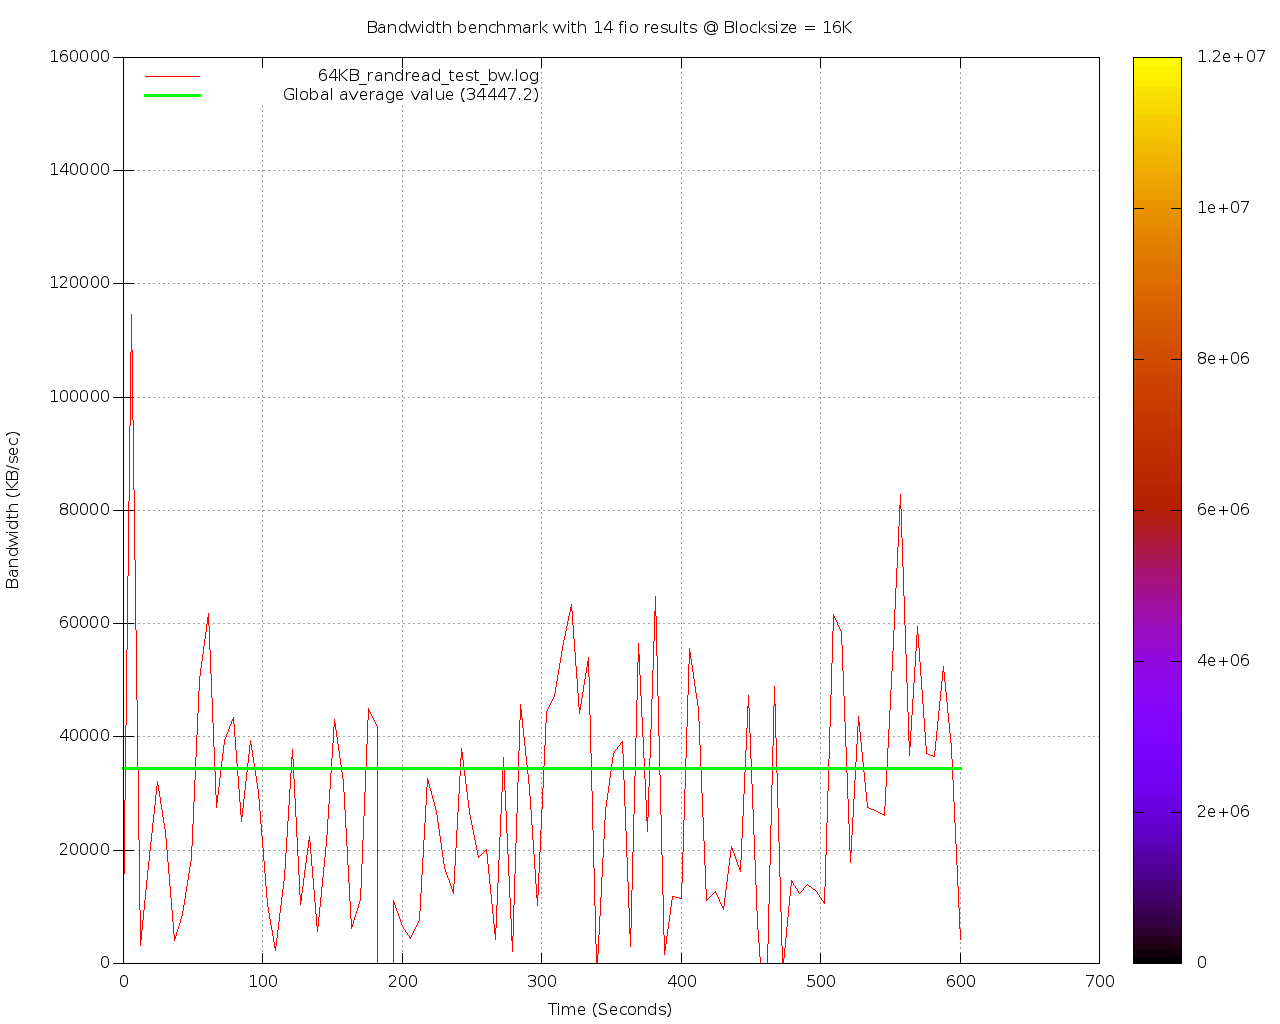 Bandwidth benchmark with 14 fio results @ Blocksize = 16K
64KB_randread_test_bw.log
Global average value (34447.2)
160000
140000
120000
100000
80000
60000
40000
20000
0
Bandwidth (KB/sec)
0 100 200 300 400 500 600 700
Time (Seconds)
1.2e+07
1e+07
8e+06
6e+06
4e+06
2e+06
0